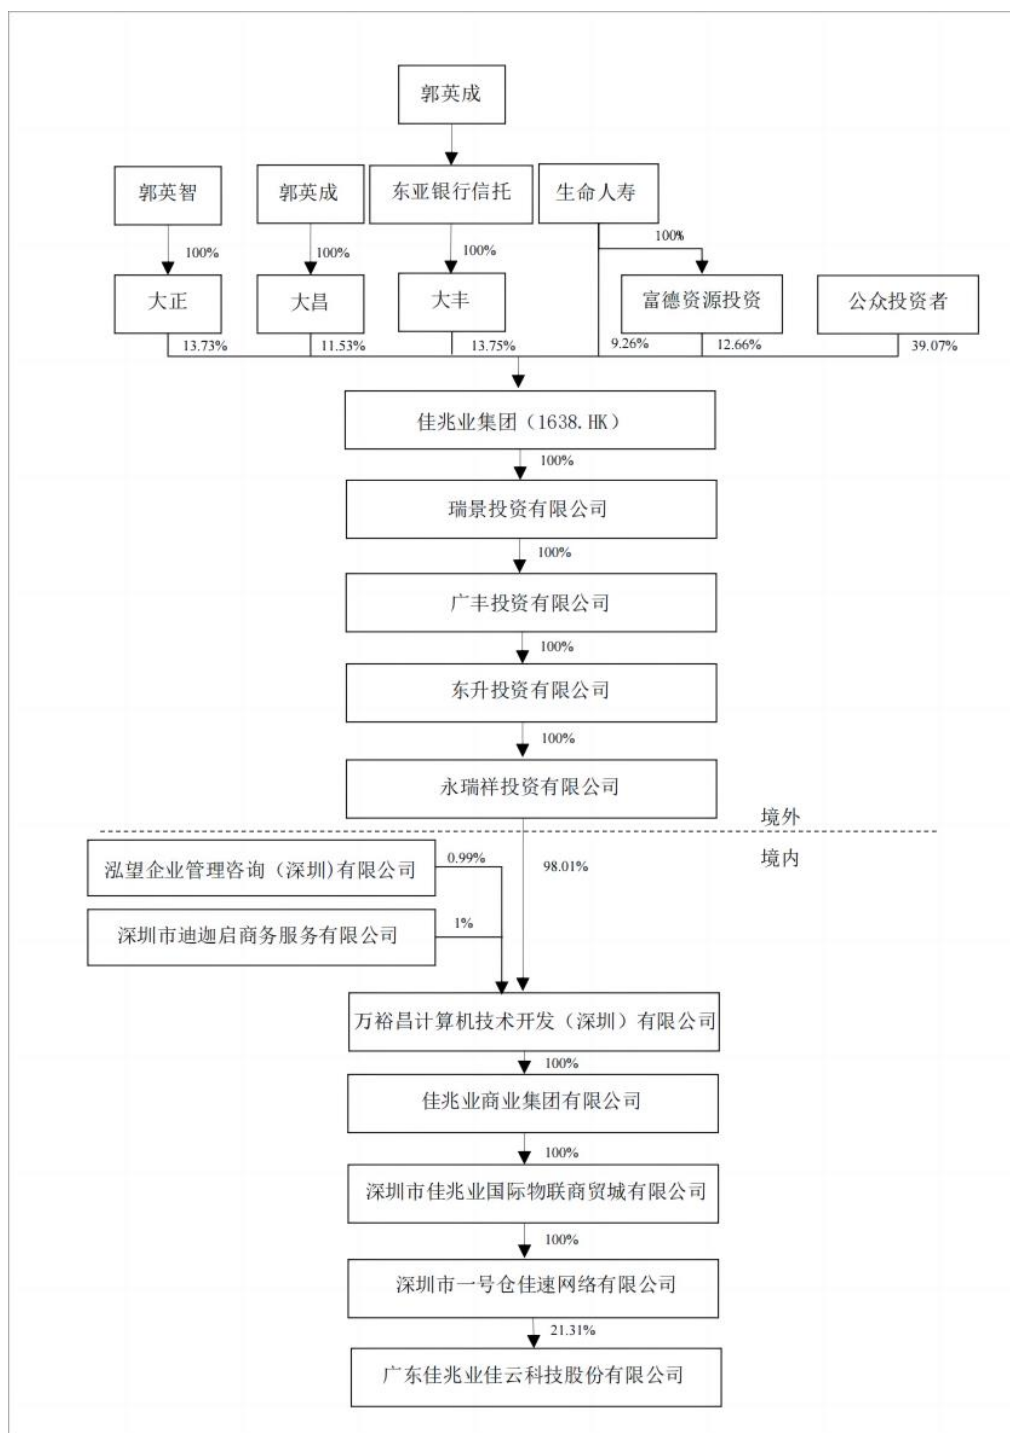 郭英成
郭英智
郭英成
东亚银行信托
生命人寿
100%
100%
100%
100%
大正
大昌
大丰
富德资源投资
公众投资者
13.73%
11.53%
13.75%
9.26%
12.66%
39.07%
佳兆业集团（1638.HK）
100%
瑞景投资有限公司
100%
广丰投资有限公司
100%
东升投资有限公司
100%
永瑞祥投资有限公司
境外
境内
泓望企业管理咨询（深圳)有限公司
0.99%
98.01%
深圳市迪迦启商务服务有限公司
1%
万裕昌计算机技术开发（深圳）有限公司
100%
佳兆业商业集团有限公司
100%
深圳市佳兆业国际物联商贸城有限公司
100%
深圳市一号仓佳速网络有限公司
21.31%
广东佳兆业佳云科技股份有限公司